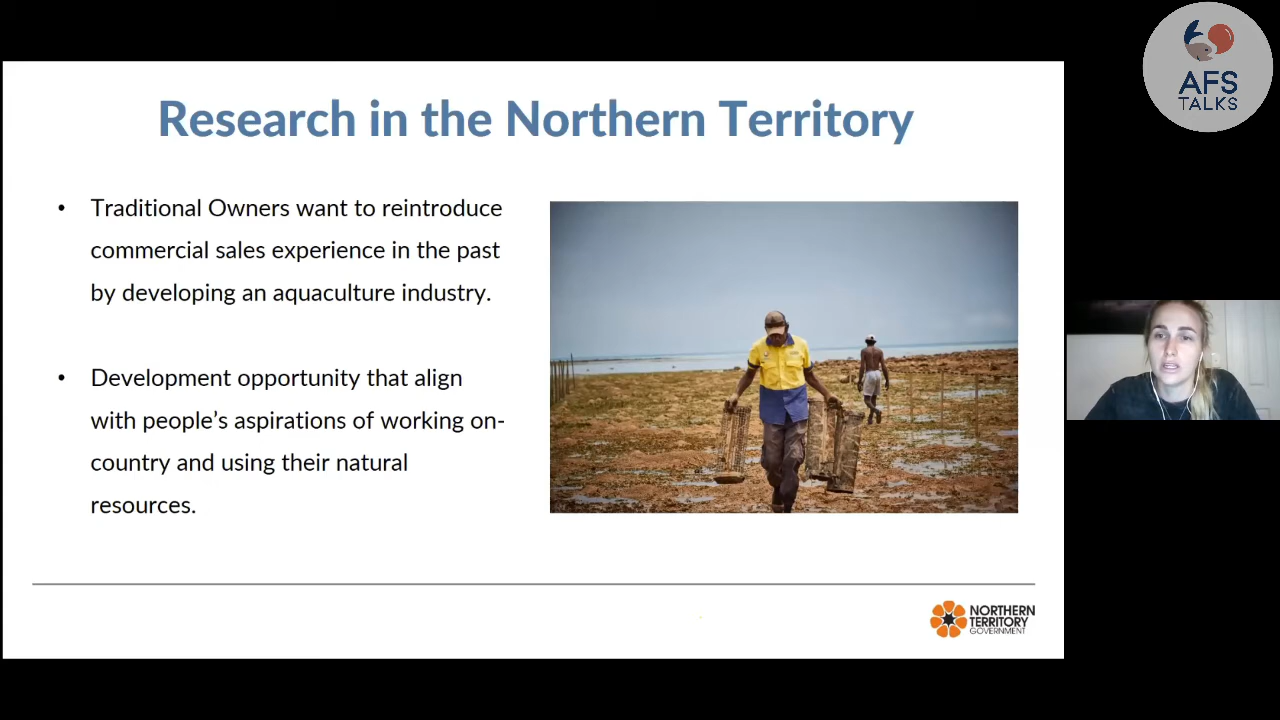 Research in the Northern Territory
• Traditional Owners want to reintroduce
commercial sales experience in the past
by developing an aquaculture industry.
• Development opportunity that align
with people’s aspirations of working on-
country and using their natural
resources.
NORTHERN
TERRITORY
GOVERNMENT
AFS
TALKS